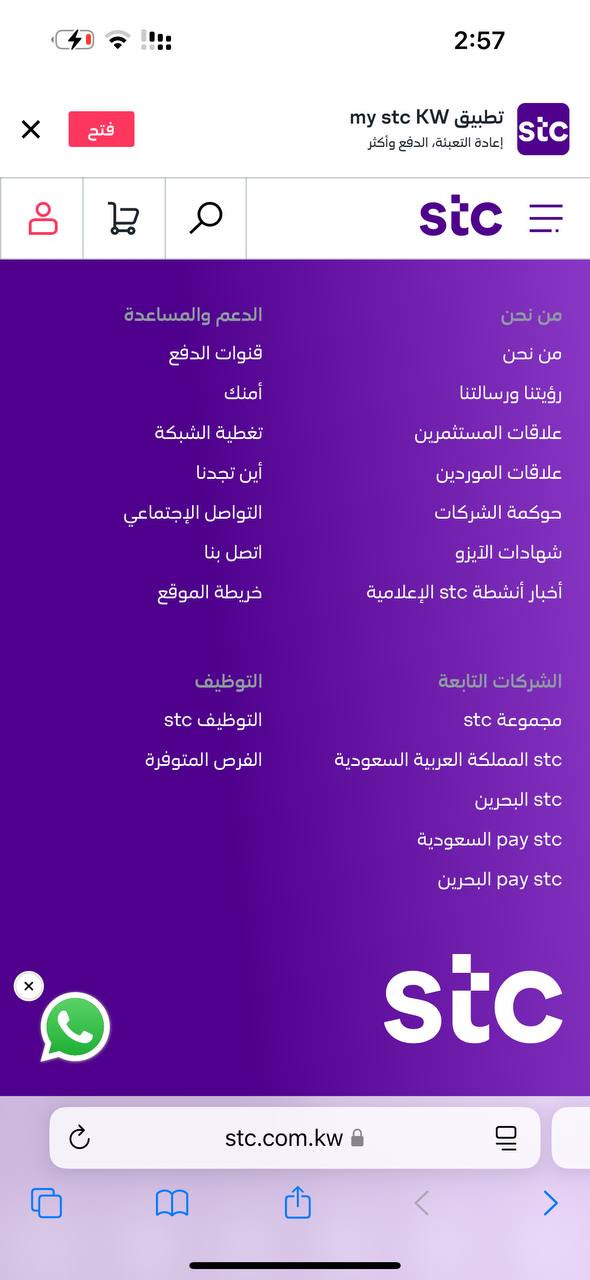 2:57
stc
تطبيق my stc KW
إعادة التعبئة، الدفع وأكثر
فتح
stc
من نحن
من نحن
رؤيتنا ورسالتنا
علاقات المستثمرين
علاقات الموردين
حوكمة الشركات
شهادات الآيزو
أخبار أنشطة stc الإعلامية
الدعم والمساعدة
قنوات الدفع
أمنك
تغطية الشبكة
أين تجدنا
التواصل الإجتماعي
اتصل بنا
خريطة الموقع
الشركات التابعة
مجموعة stc
stc المملكة العربية السعودية
stc البحرين
stc pay السعودية
stc pay البحرين
التوظيف
التوظيف stc
الفرص المتوفرة
stc
stc.com.kw